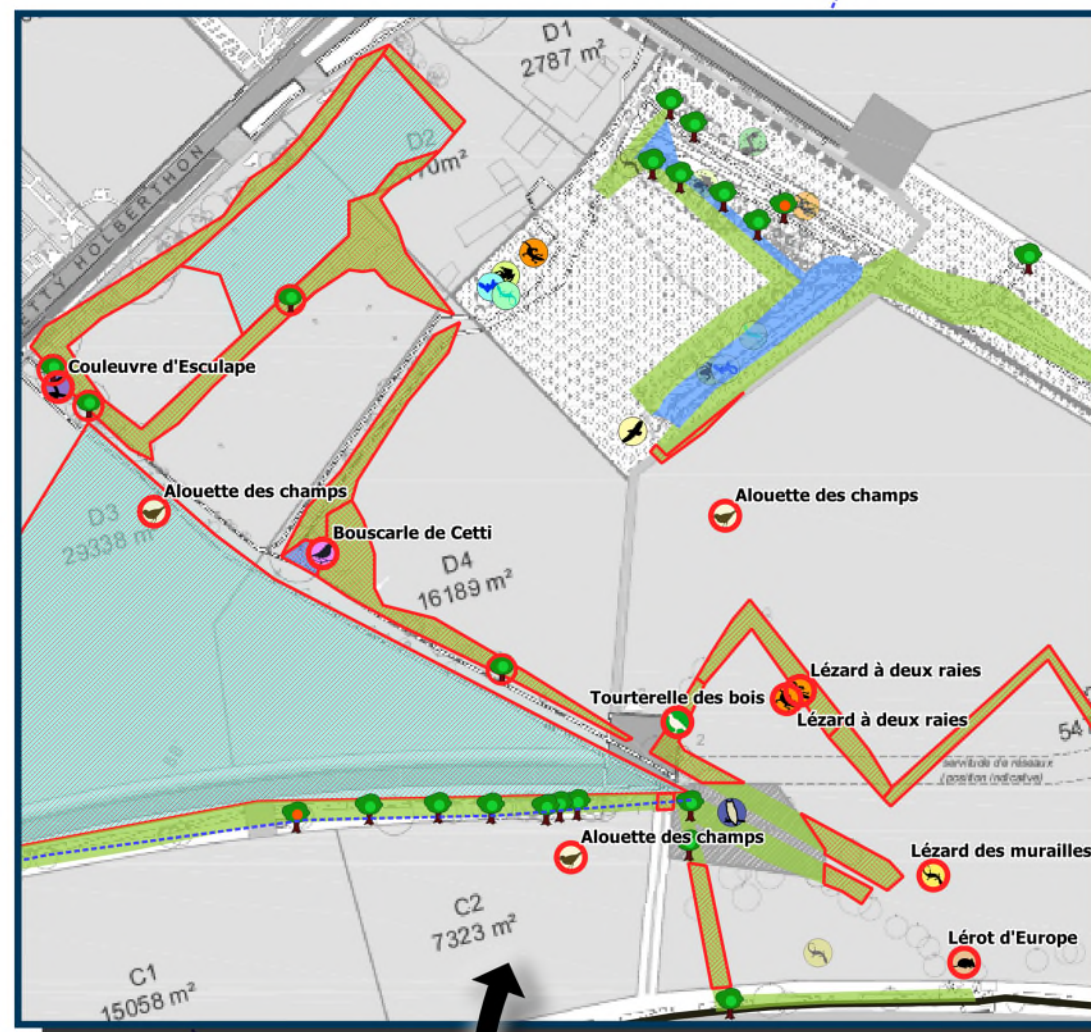 D1
2787 m²
D2
70m²
ETTY HOLBERTHON
Couleuvre d'Esculape
Alouette des champs
D3
29338 m²
Bouscarle de Cetti
D4
16189 m²
Alouette des champs
Lézard à deux raies
Tourterelle des bois
Lézard à deux raies
2
54
servitude de réseaux
(position indicative)
Alouette des champs
Lézard des murailles
C2
7323 m²
Lérot d'Europe
C1
15058 m²